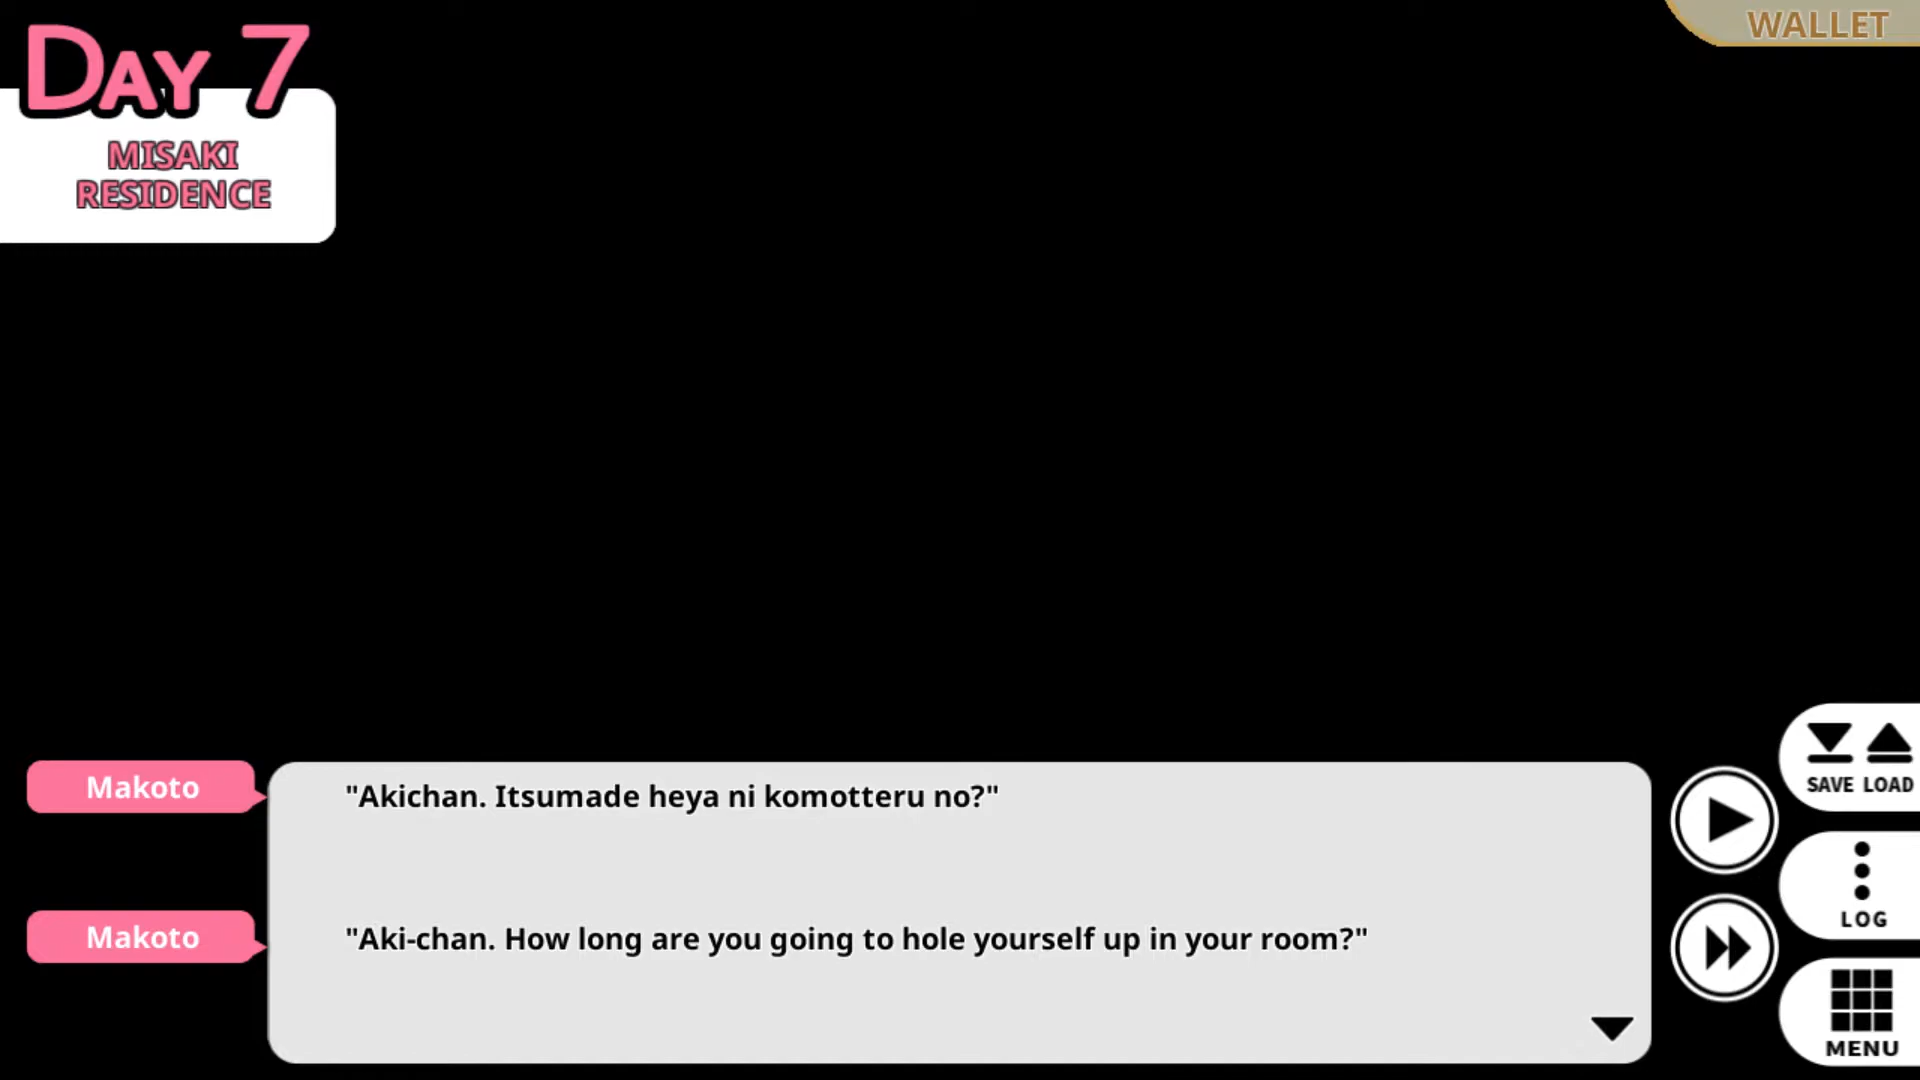 DAY 7
MISAKI
RESIDENCE
WALLET
Makoto
"Akichan. Itsumade heya ni komotteru no?"
Makoto
"Aki-chan. How long are you going to hole yourself up in your room?"
SAVE LOAD
LOG
MENU